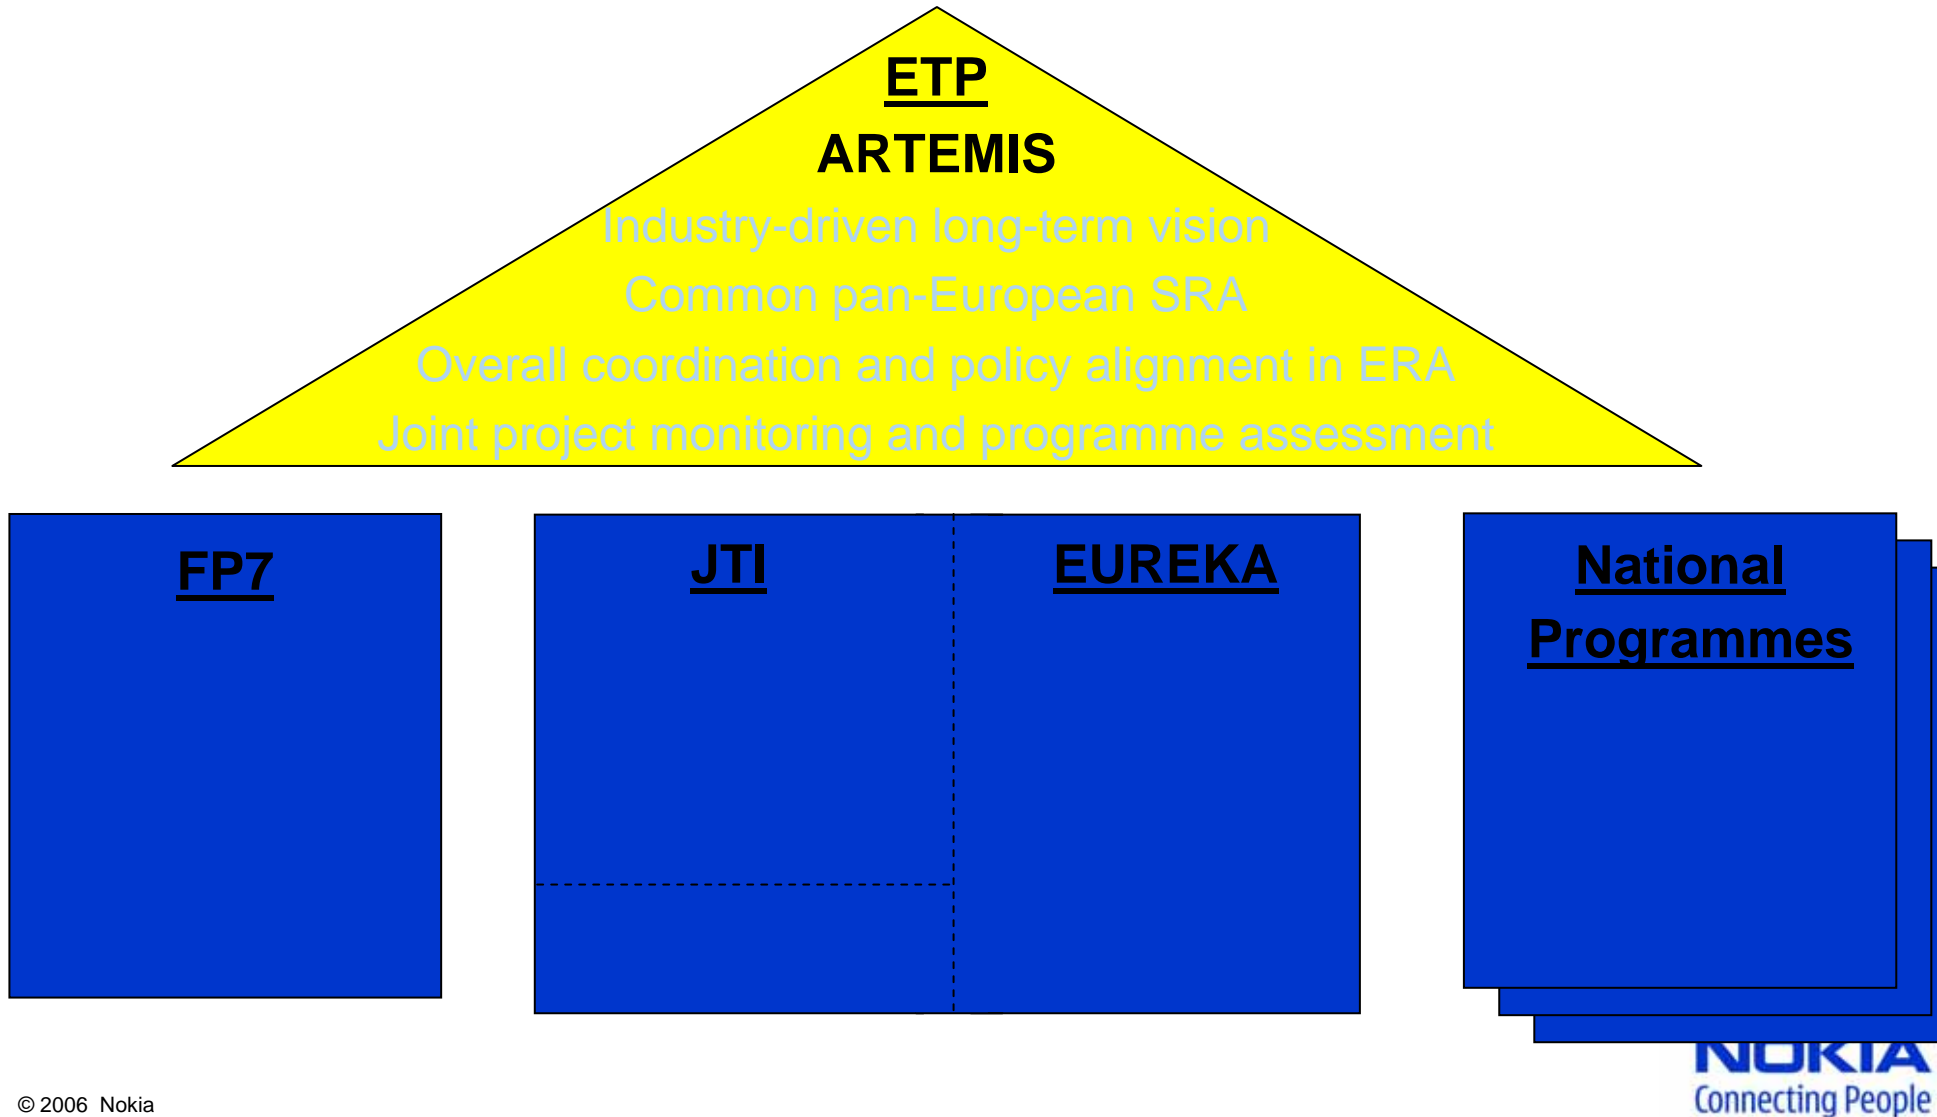 ETP
ARTEMIS
Industry-driven long-term vision
Common pan-European SRA
Overall coordination and policy alignment in ERA
Joint project monitoring and programme assessment
FP7
JTI
EUREKA
National
Programmes
NOKIA
Connecting People
© 2006 Nokia